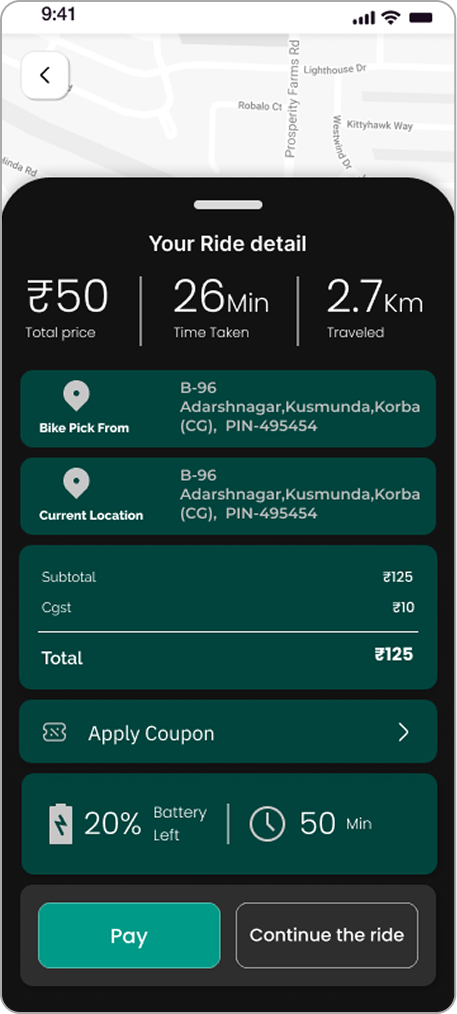 9:41
Lighthouse Dr
Robalo Ct
Prosperity Farms Rd
Kittyhawk Way
Westwind Dr
linda Rd
Your Ride detail
₹50 26Min 2.7Km
Total price Time Taken Traveled
B-96
Adarshnagar,Kusmunda,Korba
Bike Pick From (CG), PIN-495454
B-96
Adarshnagar,Kusmunda,Korba
Current Location (CG), PIN-495454
Subtotal ₹125
Cgst ₹10
Total ₹125
Apply Coupon
20% Battery Left 50 Min
Pay Continue the ride